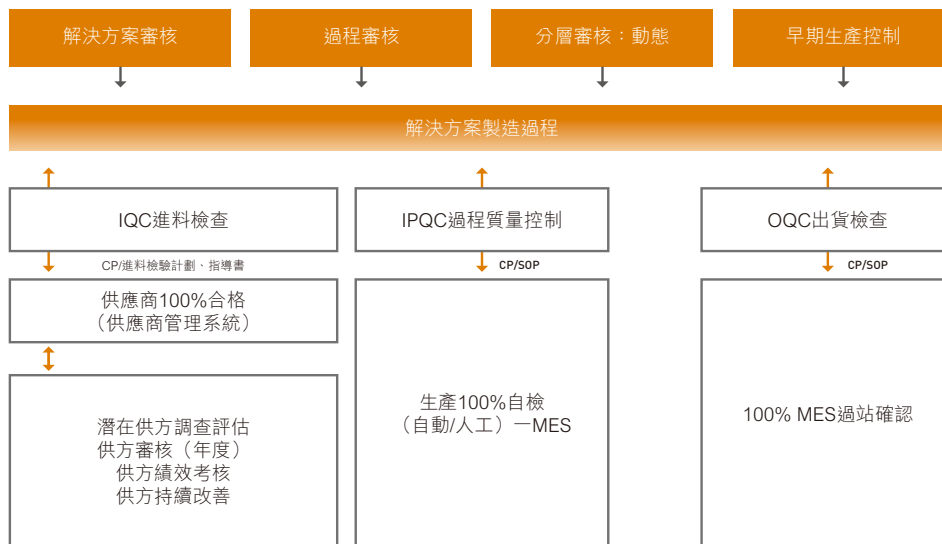 解決方案審核
過程審核
分層審核：動態
早期生產控制
解決方案製造過程
IQC進料檢查
IPQC過程質量控制
OQC出貨檢查
CP/進料檢驗計劃、指導書
CP/SOP
CP/SOP
供應商100%合格
（供應商管理系統）
潛在供方調查評估
供方審核（年度）
供方績效考核
供方持續改善
生產100%自檢
（自動/人工）一MES
100% MES過站確認